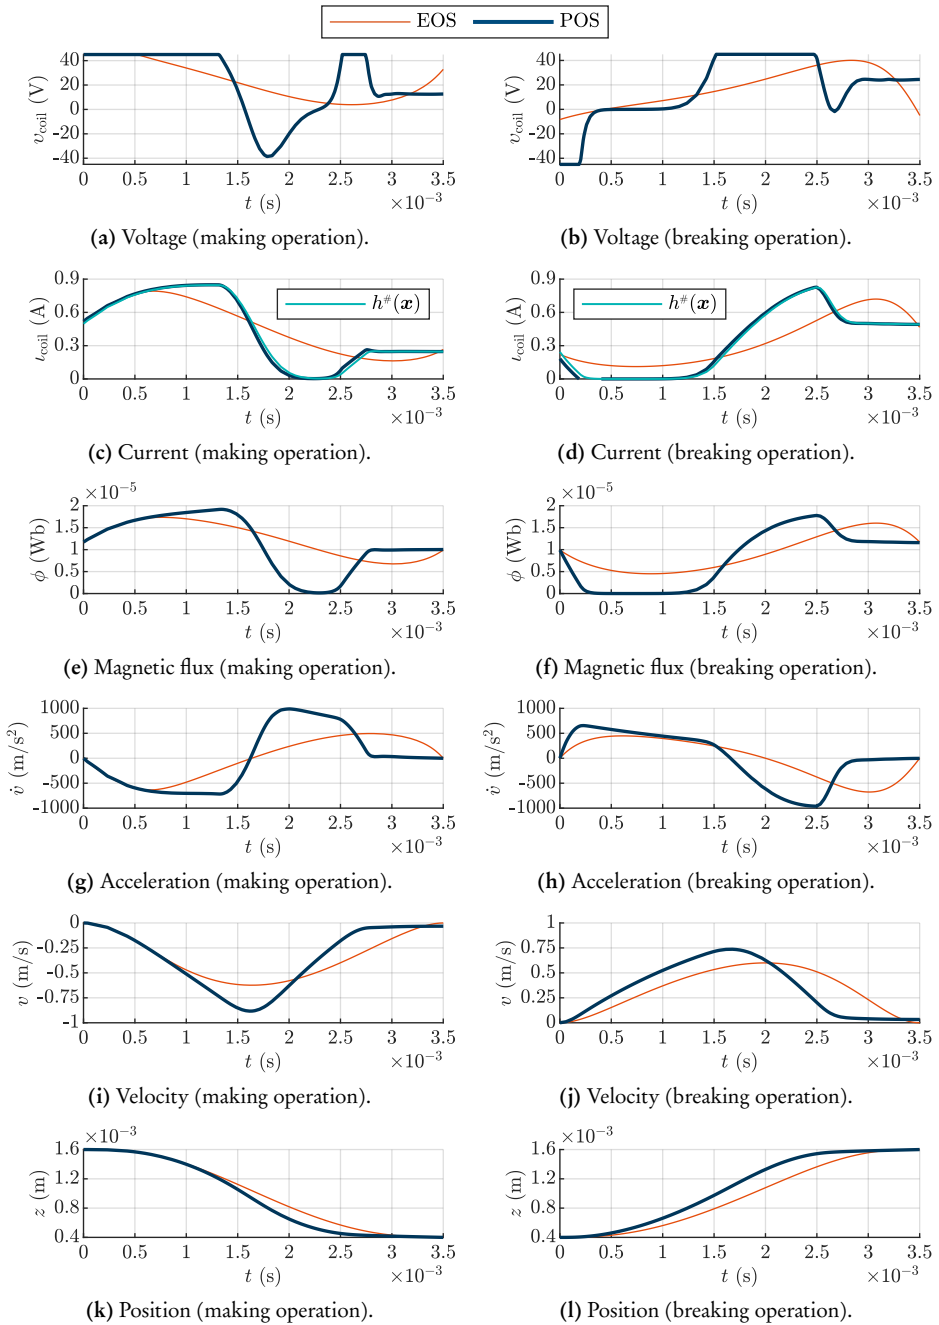 EOS POS
40
20
0
-20
-40
v_coil (V)
0 0.5 1 1.5 2 2.5 3 3.5
t (s) ×10⁻³
(a) Voltage (making operation).
40
20
0
-20
-40
v_coil (V)
0 0.5 1 1.5 2 2.5 3 3.5
t (s) ×10⁻³
(b) Voltage (breaking operation).
0.9
0.6
0.3
0
ι_coil (A)
h^#(x)
0 0.5 1 1.5 2 2.5 3 3.5
t (s) ×10⁻³
(c) Current (making operation).
0.9
0.6
0.3
0
ι_coil (A)
h^#(x)
0 0.5 1 1.5 2 2.5 3 3.5
t (s) ×10⁻³
(d) Current (breaking operation).
×10⁻⁵
2
1.5
1
0.5
0
ϕ (Wb)
0 0.5 1 1.5 2 2.5 3 3.5
t (s) ×10⁻³
(e) Magnetic flux (making operation).
×10⁻⁵
2
1.5
1
0.5
0
ϕ (Wb)
0 0.5 1 1.5 2 2.5 3 3.5
t (s) ×10⁻³
(f) Magnetic flux (breaking operation).
1000
500
0
-500
-1000
v̇ (m/s²)
0 0.5 1 1.5 2 2.5 3 3.5
t (s) ×10⁻³
(g) Acceleration (making operation).
1000
500
0
-500
-1000
v̇ (m/s²)
0 0.5 1 1.5 2 2.5 3 3.5
t (s) ×10⁻³
(h) Acceleration (breaking operation).
0
-0.25
-0.5
-0.75
-1
v (m/s)
0 0.5 1 1.5 2 2.5 3 3.5
t (s) ×10⁻³
(i) Velocity (making operation).
1
0.75
0.5
0.25
0
v (m/s)
0 0.5 1 1.5 2 2.5 3 3.5
t (s) ×10⁻³
(j) Velocity (breaking operation).
×10⁻³
1.6
1.2
0.8
0.4
z (m)
0 0.5 1 1.5 2 2.5 3 3.5
t (s) ×10⁻³
(k) Position (making operation).
×10⁻³
1.6
1.2
0.8
0.4
z (m)
0 0.5 1 1.5 2 2.5 3 3.5
t (s) ×10⁻³
(l) Position (breaking operation).